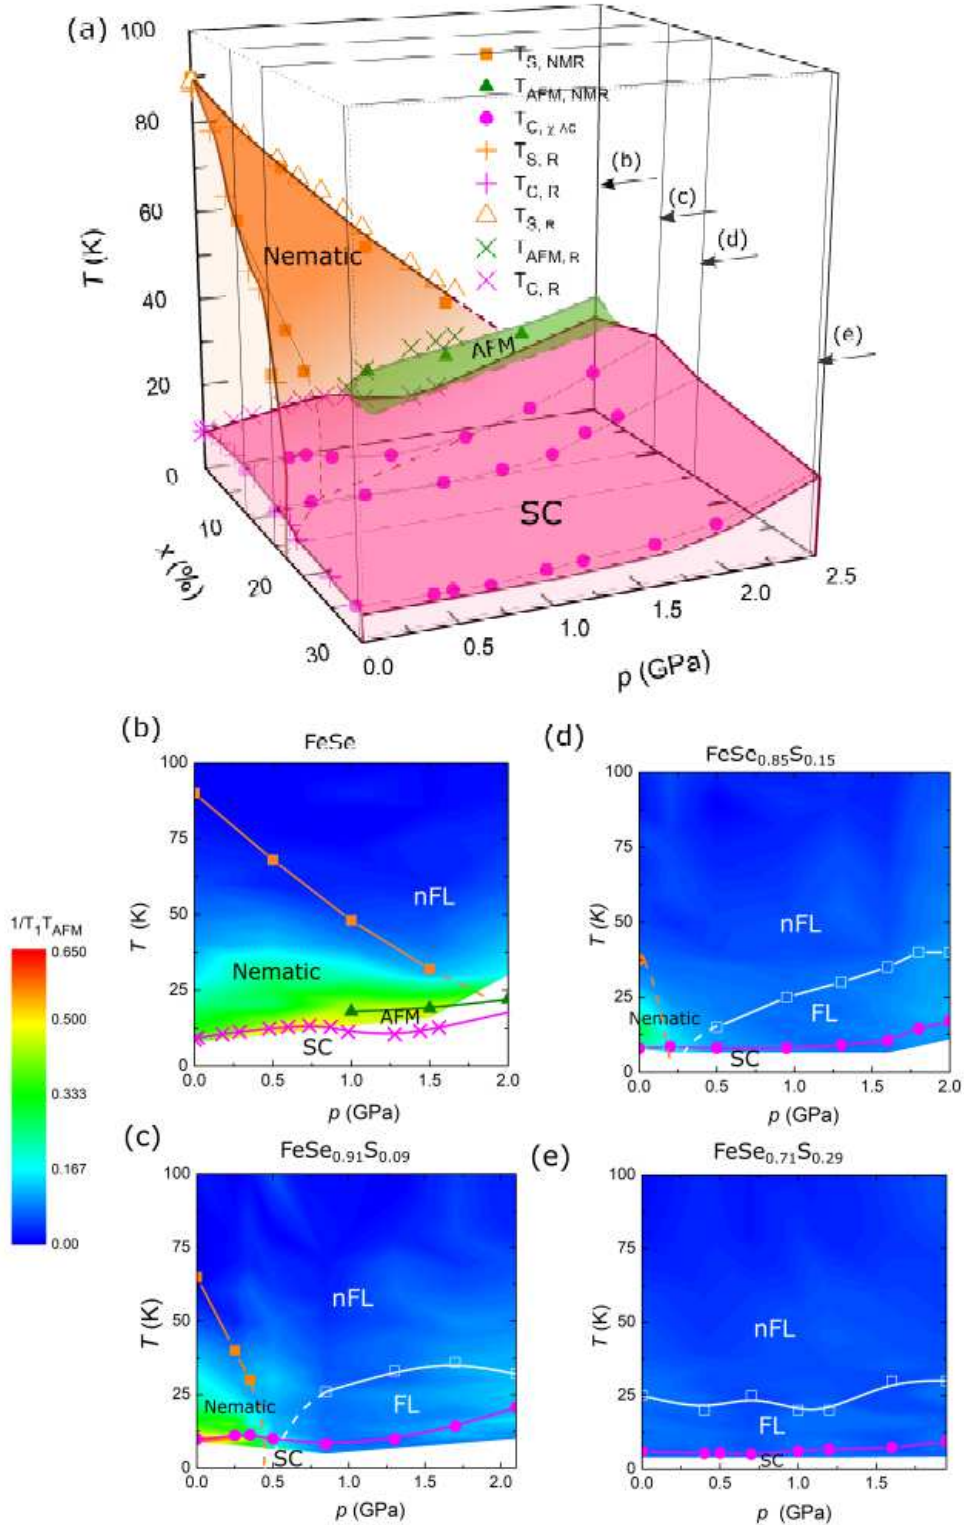 (a)
100
80
60
40
20
0
T (K)
T_S, NMR
T_AFM, NMR
T_C, χ AC
T_S, R
T_C, R
T_S, R
T_AFM, R
T_C, R
(b)
(c)
(d)
(e)
Nematic
AFM
SC
10
20
30
x (%)
0.0
0.5
1.0
1.5
2.0
2.5
p (GPa)
(b)
FeSe
100
75
50
25
0
T (K)
nFL
Nematic
AFM
SC
0.0 0.5 1.0 1.5 2.0
p (GPa)
(d)
FeSe0.85S0.15
100
75
50
25
0
T (K)
nFL
Nematic
FL
SC
0.0 0.5 1.0 1.5 2.0
p (GPa)
1/T1TAFM
0.650
0.500
0.333
0.167
0.00
(c)
FeSe0.91S0.09
100
75
50
25
0
T (K)
nFL
Nematic
FL
SC
0.0 0.5 1.0 1.5 2.0
p (GPa)
(e)
FeSe0.71S0.29
100
75
50
25
0
T (K)
nFL
FL
SC
0.0 0.5 1.0 1.5
p (GPa)